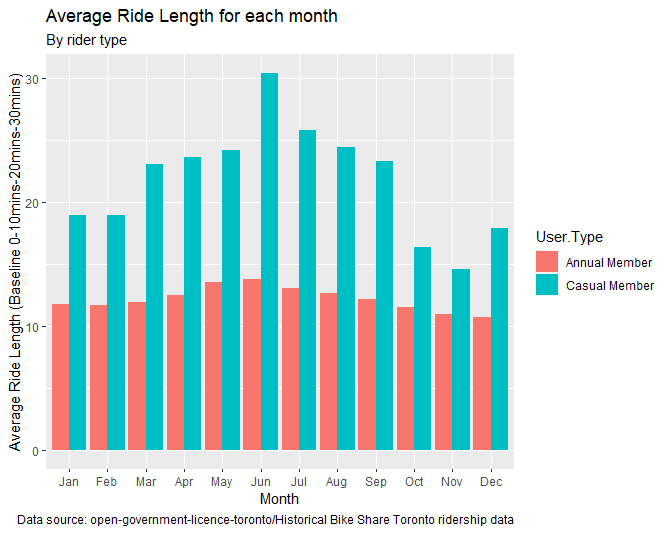 Average Ride Length for each month
By rider type
Average Ride Length (Baseline 0-10mins-20mins-30mins)
30
20
10
0
Jan Feb Mar Apr May Jun Jul Aug Sep Oct Nov Dec
Month
User.Type
Annual Member
Casual Member
Data source: open-government-licence-toronto/Historical Bike Share Toronto ridership data